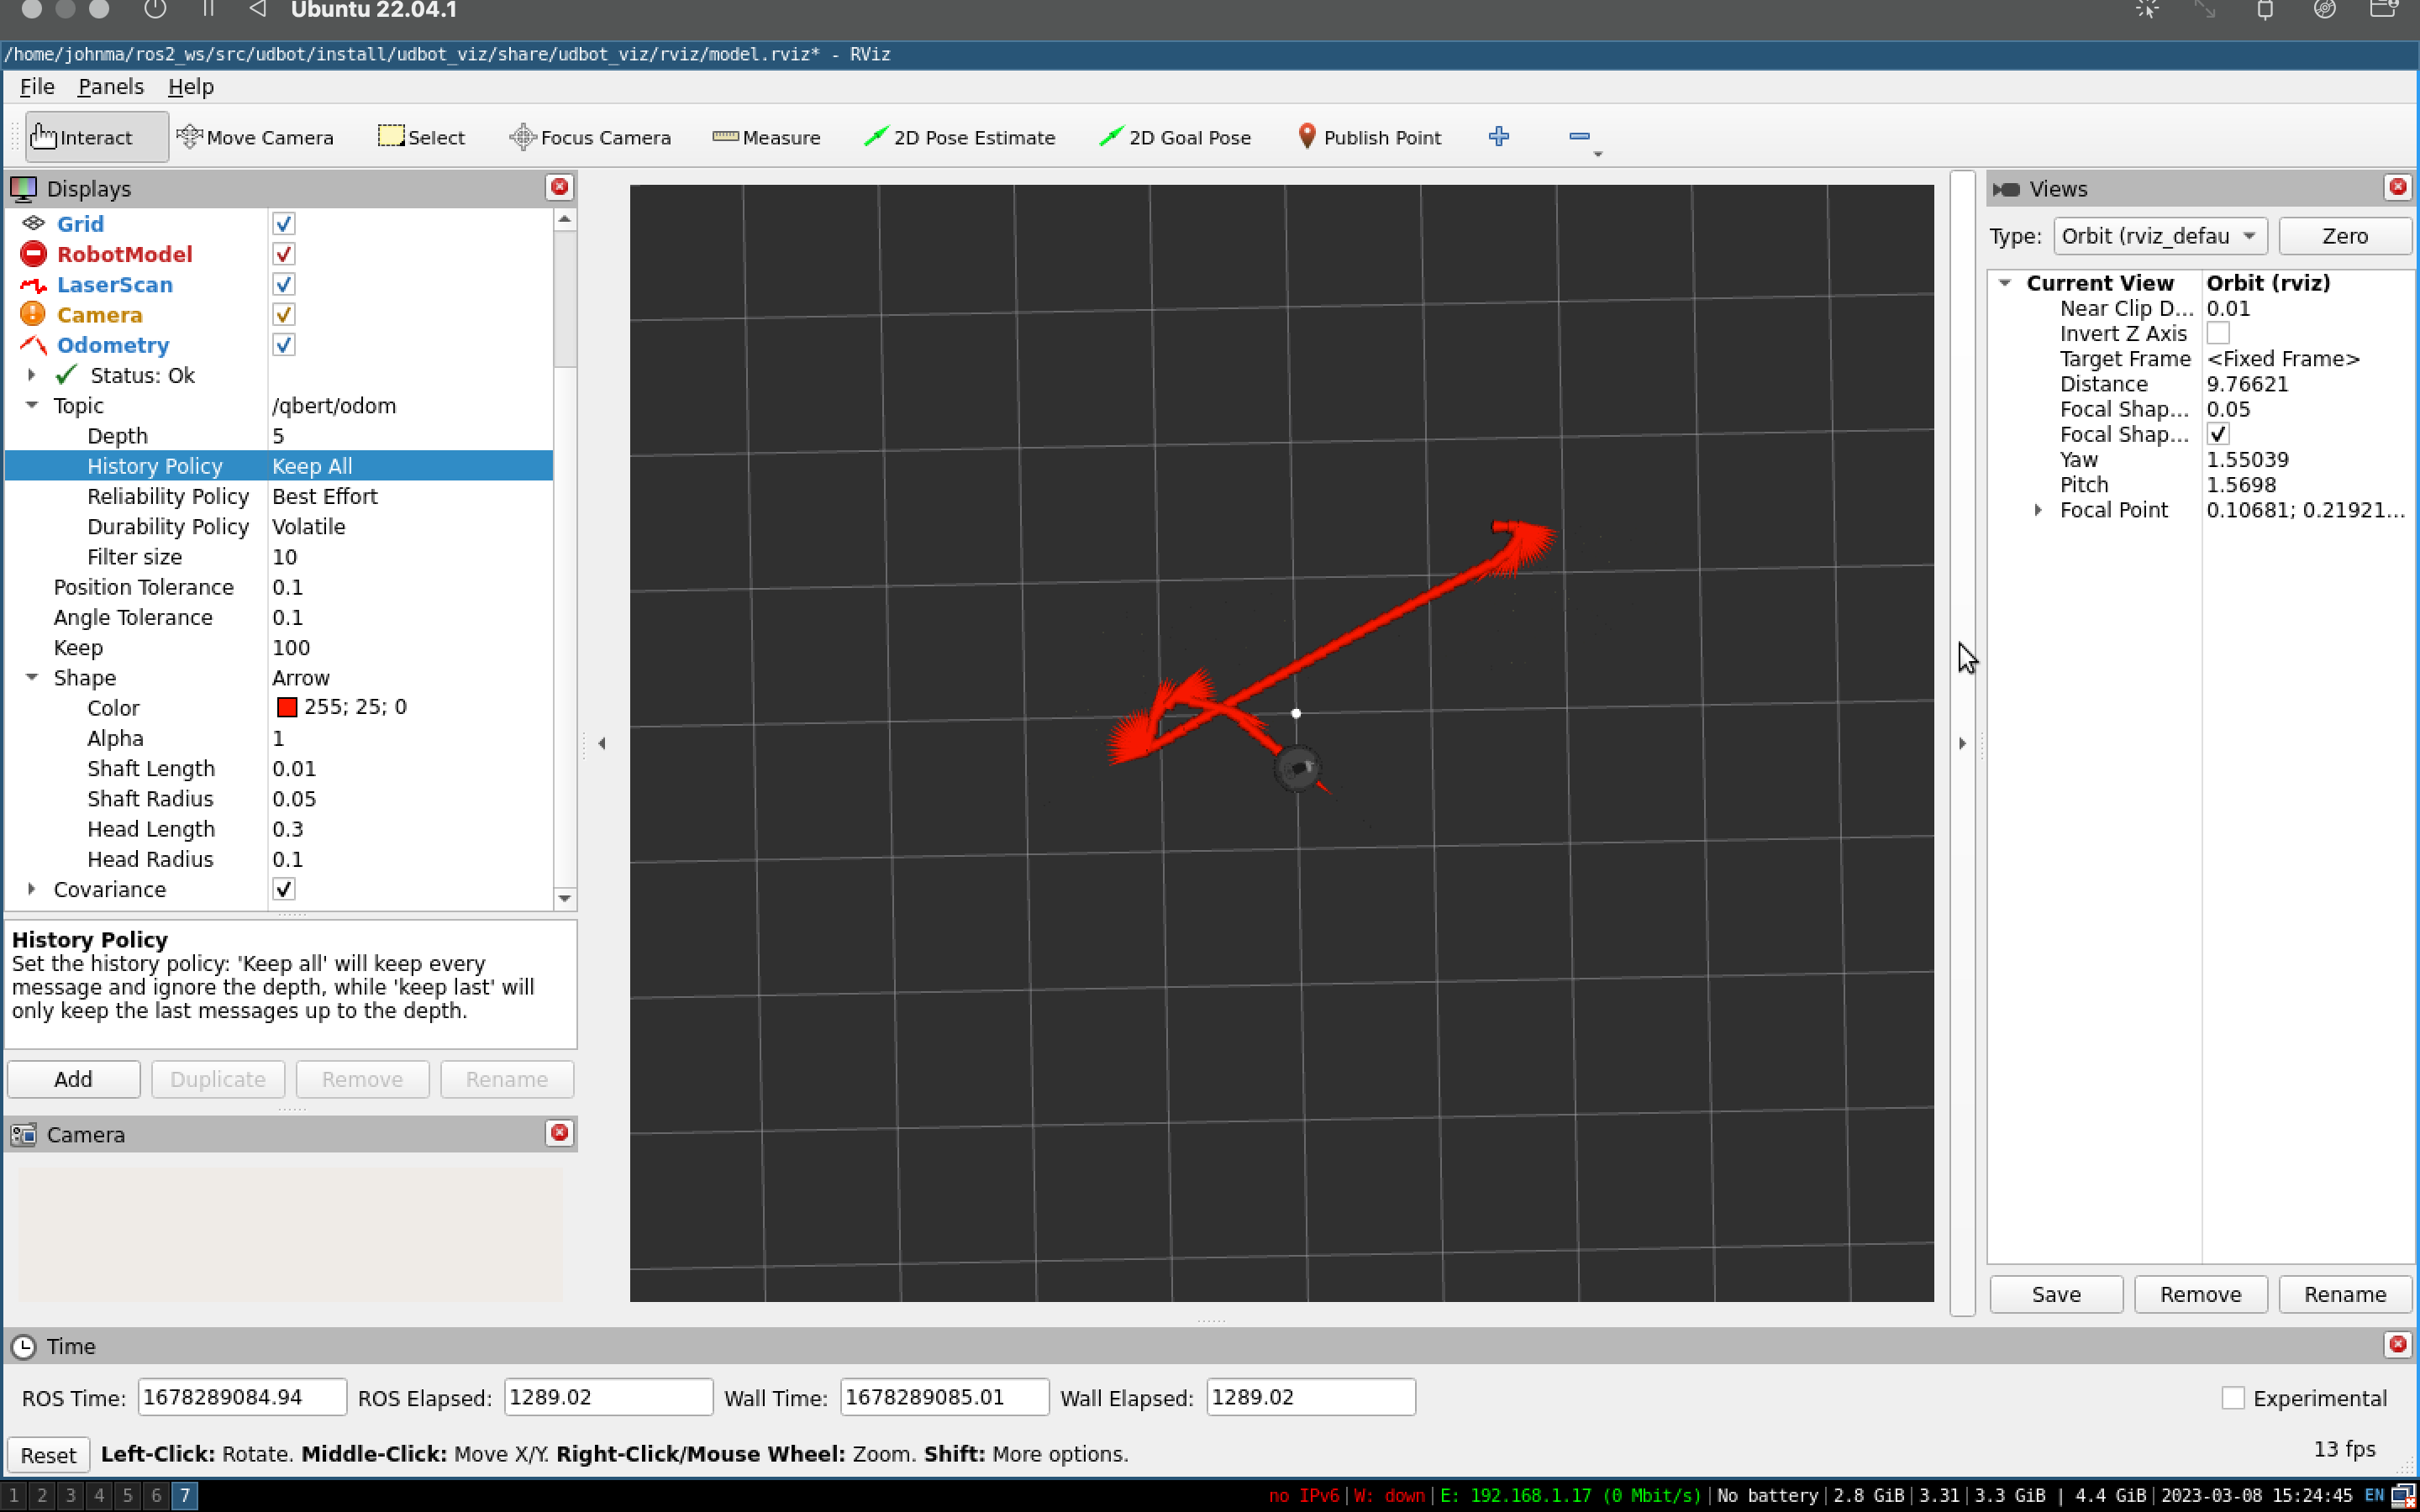 Ubuntu 22.04.1
/home/johnma/ros2_ws/src/udbot/install/udbot_viz/share/udbot_viz/rviz/model.rviz* - RViz
File Panels Help
Interact Move Camera Select Focus Camera Measure 2D Pose Estimate 2D Goal Pose Publish Point
Displays
Grid
RobotModel
LaserScan
Camera
Odometry
Status: Ok
Topic /qbert/odom
Depth 5
History Policy Keep All
Reliability Policy Best Effort
Durability Policy Volatile
Filter size 10
Position Tolerance 0.1
Angle Tolerance 0.1
Keep 100
Shape Arrow
Color 255; 25; 0
Alpha 1
Shaft Length 0.01
Shaft Radius 0.05
Head Length 0.3
Head Radius 0.1
Covariance
History Policy
Set the history policy: 'Keep all' will keep every
message and ignore the depth, while 'keep last' will
only keep the last messages up to the depth.
Add Duplicate Remove Rename
Camera
Views
Type: Orbit (rviz_defau Zero
Current View Orbit (rviz)
Near Clip D... 0.01
Invert Z Axis
Target Frame <Fixed Frame>
Distance 9.76621
Focal Shap... 0.05
Focal Shap...
Yaw 1.55039
Pitch 1.5698
Focal Point 0.10681; 0.21921...
Save Remove Rename
Time
ROS Time: 1678289084.94 ROS Elapsed: 1289.02 Wall Time: 1678289085.01 Wall Elapsed: 1289.02 Experimental
Reset Left-Click: Rotate. Middle-Click: Move X/Y. Right-Click/Mouse Wheel: Zoom. Shift: More options. 13 fps
1 2 3 4 5 6 7 no IPv6|W: down|E: 192.168.1.17 (0 Mbit/s)|No battery|2.8 GiB|3.31|3.3 GiB | 4.4 GiB|2023-03-08 15:24:45 EN